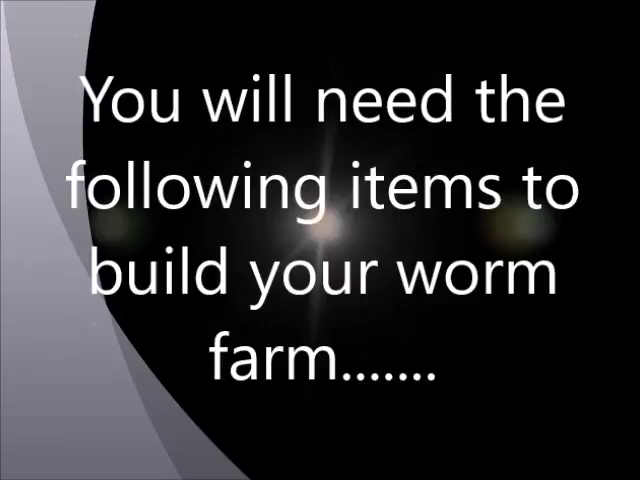 You will need the
following items to
build your worm
farm.......